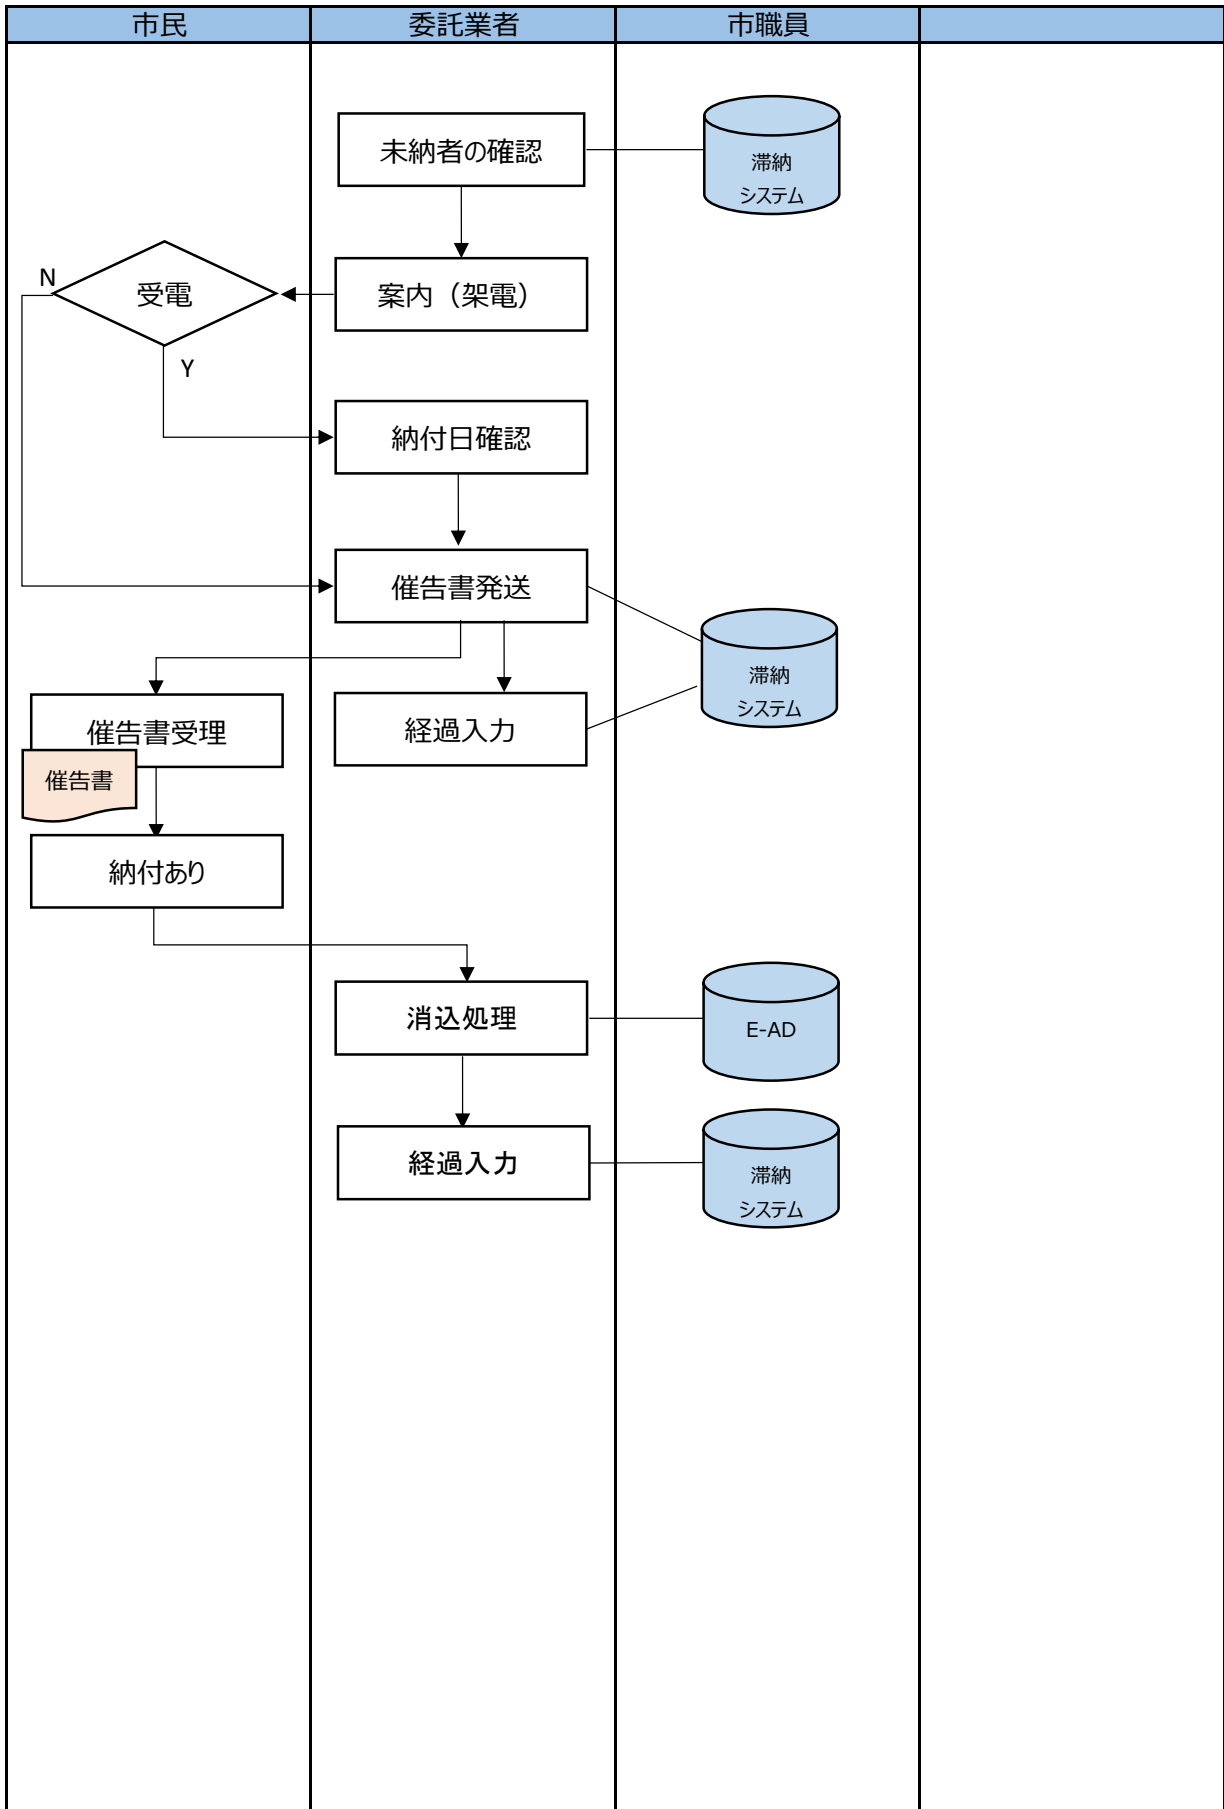 市民
委託業者
市職員
未納者の確認
滞納
システム
N
受電
案内（架電）
Y
納付日確認
催告書発送
滞納
システム
催告書受理
経過入力
催告書
納付あり
消込処理
E-AD
経過入力
滞納
システム